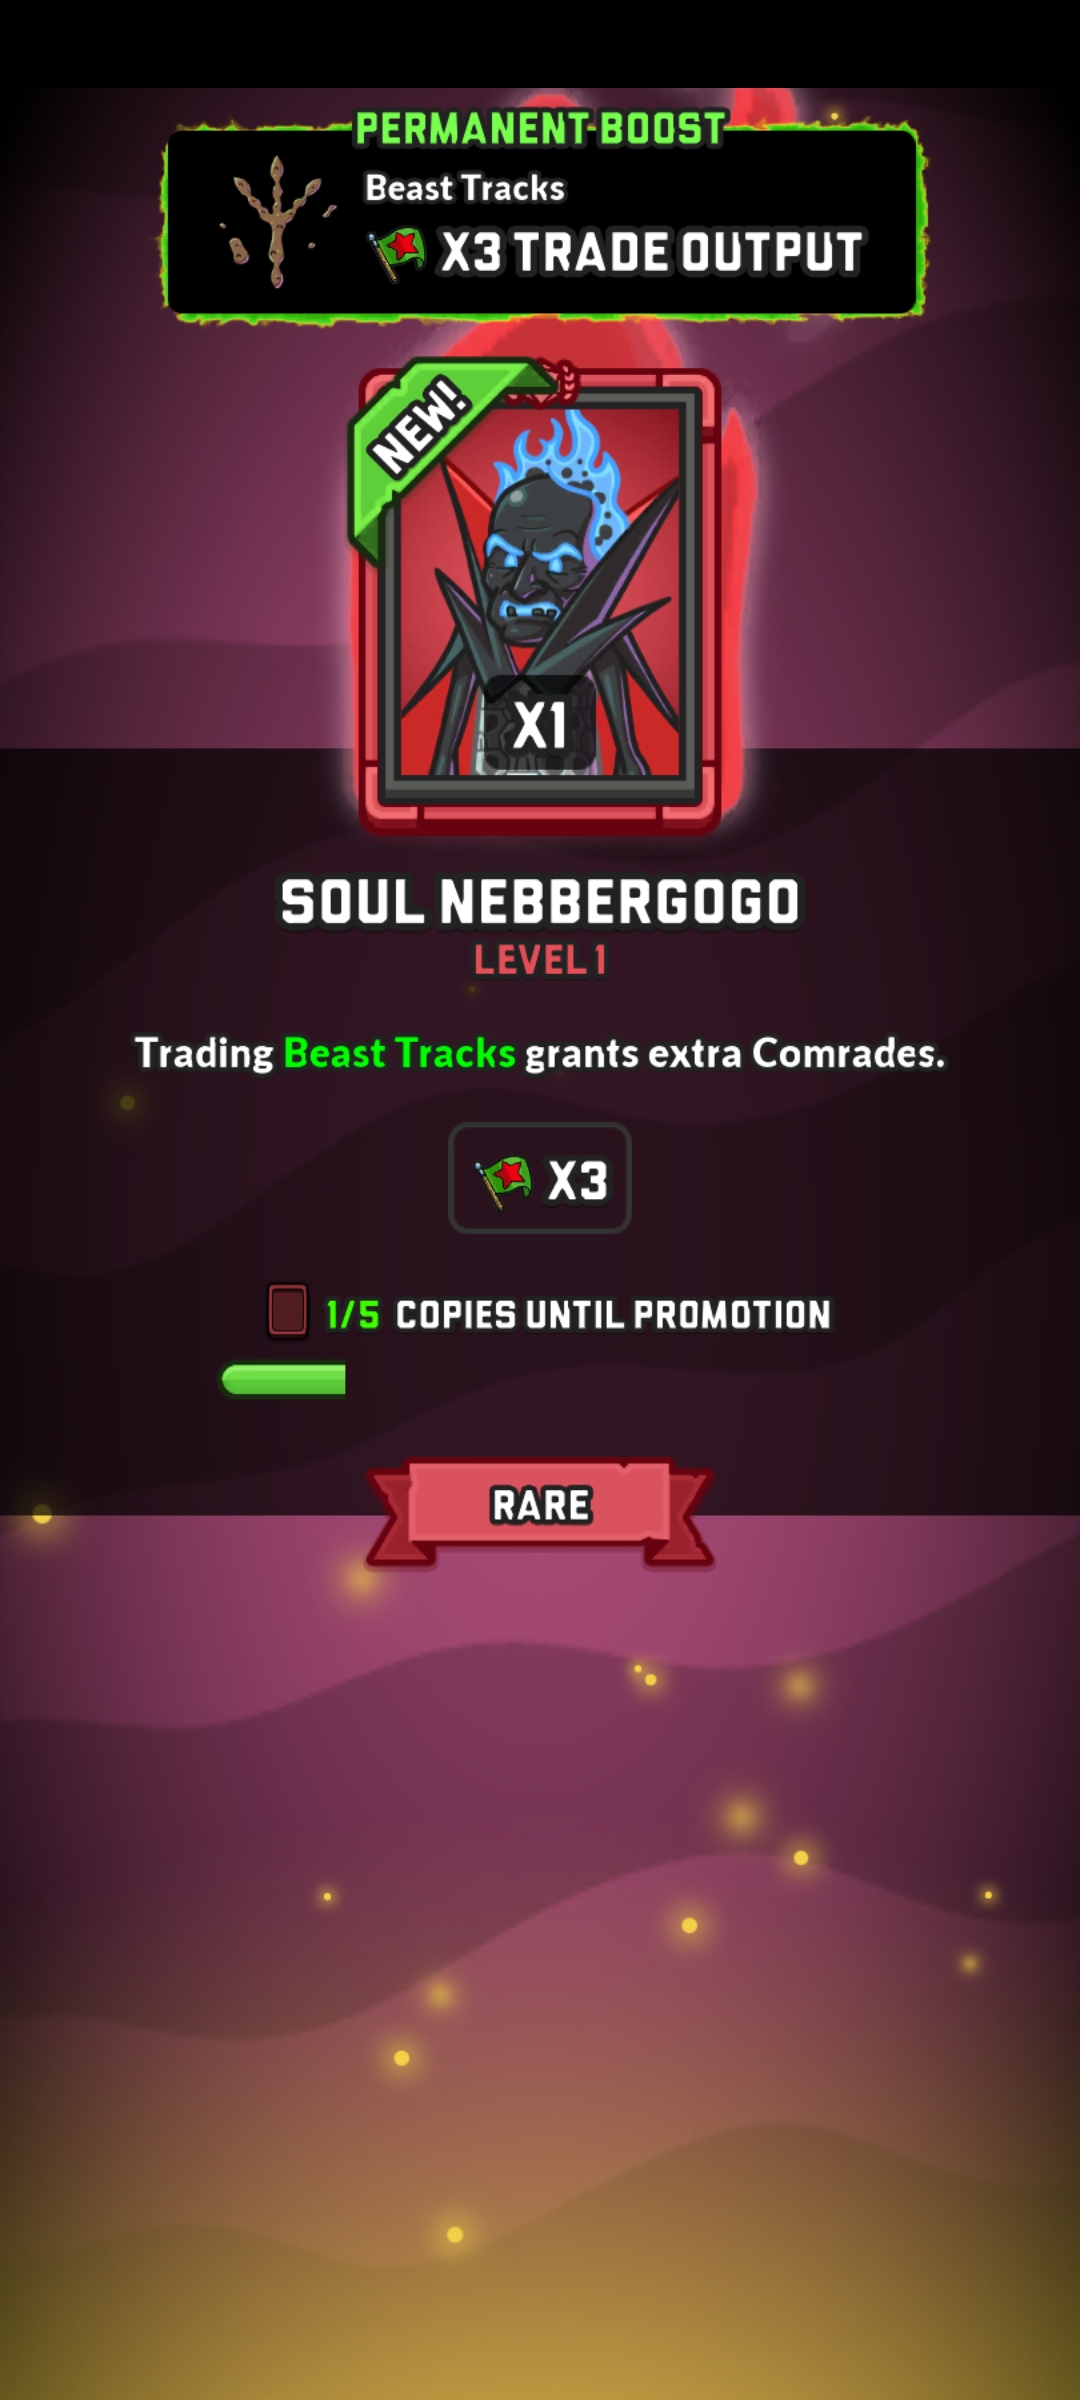 PERMANENT BOOST
Beast Tracks
X3 TRADE OUTPUT
NEW!
X1
SOUL NEBBERGOGO
LEVEL 1
Trading Beast Tracks grants extra Comrades.
X3
1/5 COPIES UNTIL PROMOTION
RARE